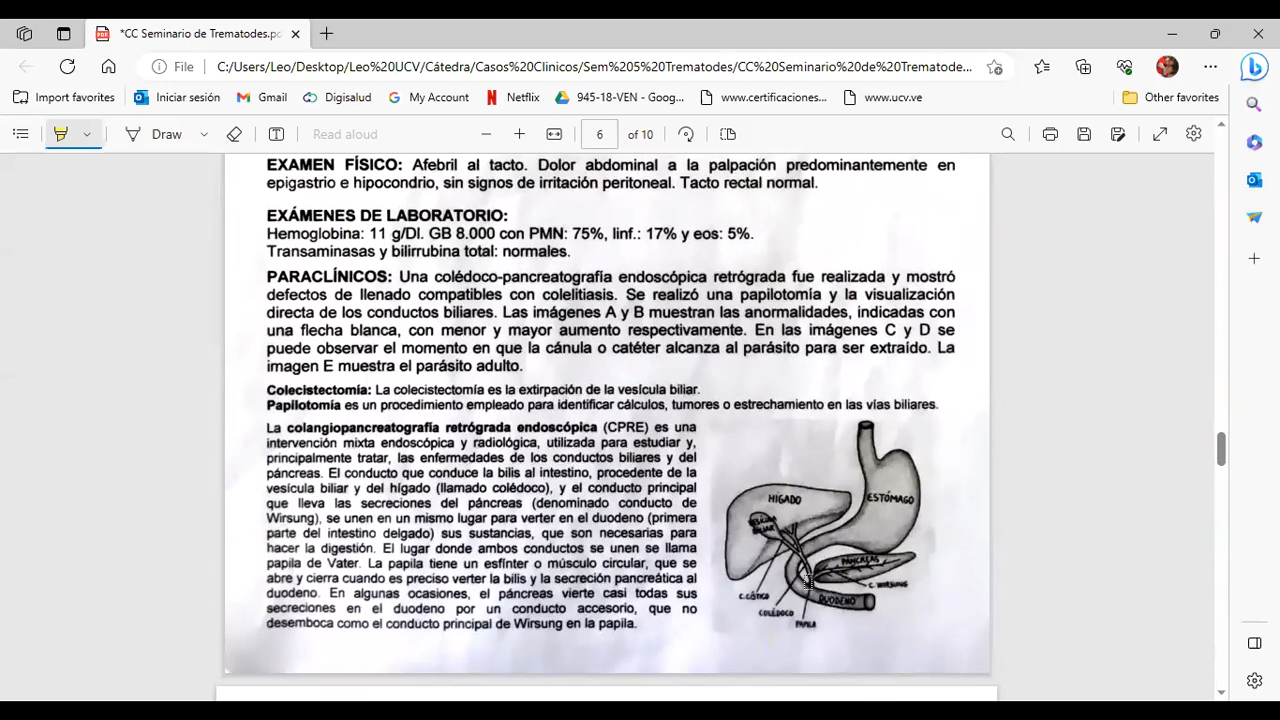 *CC Seminario de Trematodes.pd
File
C:/Users/Leo/Desktop/Leo%20UCV/Cátedra/Casos%20Clinicos/Sem%205%20Trematodes/CC%20Seminario%20de%20Trematode...
Import favorites
Iniciar sesión
Gmail
Digisalud
My Account
Netflix
945-18-VEN - Goog...
www.certificaciones...
www.ucv.ve
Other favorites
Draw
Read aloud
6 of 10
EXAMEN FÍSICO: Afebril al tacto. Dolor abdominal a la palpación predominantemente en
epigastrio e hipocondrio, sin signos de irritación peritoneal. Tacto rectal normal.
EXÁMENES DE LABORATORIO:
Hemoglobina: 11 g/Dl. GB 8.000 con PMN: 75%, linf.: 17% y eos: 5%.
Transaminasas y bilirrubina total: normales.
PARACLÍNICOS: Una colédoco-pancreatografía endoscópica retrógrada fue realizada y mostró
defectos de llenado compatibles con colelitiasis. Se realizó una papilotomía y la visualización
directa de los conductos biliares. Las imágenes A y B muestran las anormalidades, indicadas con
una flecha blanca, con menor y mayor aumento respectivamente. En las imágenes C y D se
puede observar el momento en que la cánula o catéter alcanza al parásito para ser extraído. La
imagen E muestra el parásito adulto.
Colecistectomía: La colecistectomía es la extirpación de la vesícula biliar.
Papilotomía es un procedimiento empleado para identificar cálculos, tumores o estrechamiento en las vías biliares.
La colangiopancreatografía retrógrada endoscópica (CPRE) es una
intervención mixta endoscópica y radiológica, utilizada para estudiar y,
principalmente tratar, las enfermedades de los conductos biliares y del
páncreas. El conducto que conduce la bilis al intestino, procedente de la
vesícula biliar y del hígado (llamado colédoco), y el conducto principal
que lleva las secreciones del páncreas (denominado conducto de
Wirsung), se unen en un mismo lugar para verter en el duodeno (primera
parte del intestino delgado) sus sustancias, que son necesarias para
hacer la digestión. El lugar donde ambos conductos se unen se llama
papila de Vater. La papila tiene un esfínter o músculo circular, que se
abre y cierra cuando es preciso verter la bilis y la secreción pancreática al
duodeno. En algunas ocasiones, el páncreas vierte casi todas sus
secreciones en el duodeno por un conducto accesorio, que no
desemboca como el conducto principal de Wirsung en la papila.
HÍGADO
ESTÓMAGO
VESÍCULA
BILIAR
PÁNCREAS
C. WIRSUNG
C. CÍSTICO
DUODENO
COLÉDOCO
PAPILA